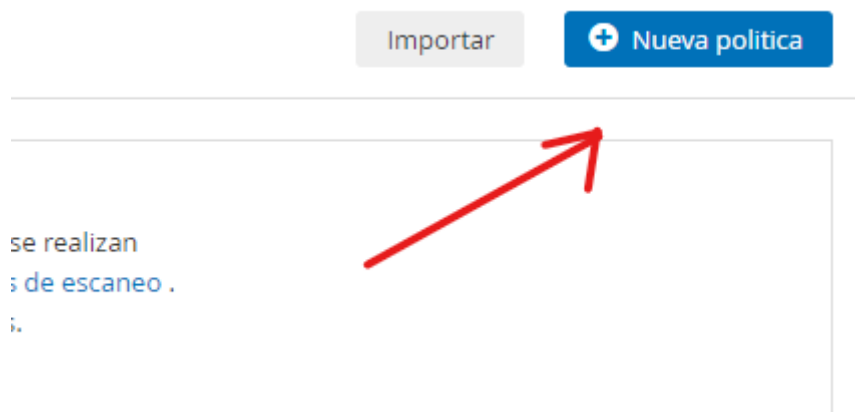 Importar
Nueva politica
se realizan
s de escaneo .
s.